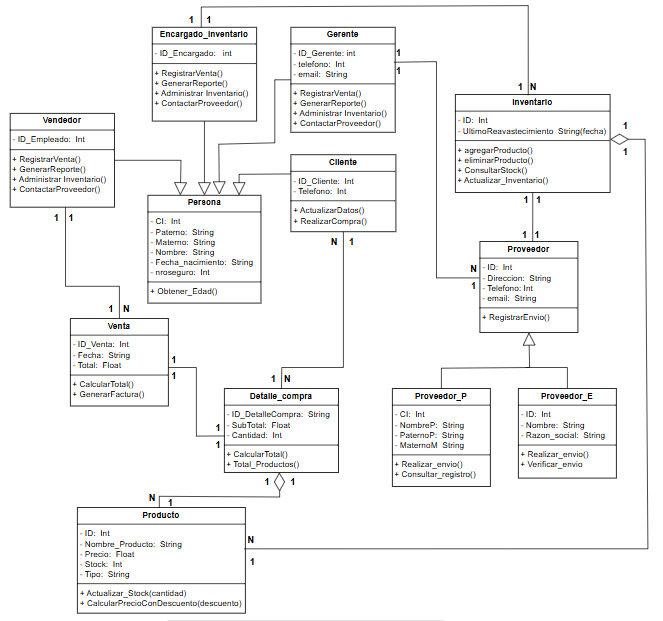 1 1
Encargado_Inventario
- ID_Encargado: int
+ RegistrarVenta()
+ GenerarReporte()
+ Administrar Inventario()
+ ContactarProveedor()
Gerente
- ID_Gerente: int
- telefono: Int
- email: String
+ RegistrarVenta()
+ GenerarReporte()
+ Administrar Inventario()
+ ContactarProveedor()
1
1
1 N
Inventario
- ID: Int
- UltimoReavastecimiento String(fecha)
+ agregarProducto()
+ eliminarProducto()
+ ConsultarStock()
+ Actualizar_Inventario()
1
1
1 1
Vendedor
- ID_Empleado: Int
+ RegistrarVenta()
+ GenerarReporte()
+ Administrar Inventario()
+ ContactarProveedor()
1 1
Cliente
- ID_Cliente: Int
- Telefono: Int
+ ActualizarDatos()
+ RealizarCompra()
N 1
Persona
- CI: Int
- Paterno: String
- Materno: String
- Nombre: String
- Fecha_nacimiento: String
- nroseguro: Int
+ Obtener_Edad()
1 1
N
1
Proveedor
- ID: Int
- Direccion: String
- Telefono: Int
- email: String
+ RegistrarEnvio()
1 N
Venta
- ID_Venta: Int
- Fecha: String
- Total: Float
+ CalcularTotal()
+ GenerarFactura()
1
1
1 N
1
1
Detalle_compra
- ID_DetalleCompra: String
- SubTotal: Float
- Cantidad: Int
+ CalcularTotal()
+ Total_Productos()
1 1
Proveedor_P
- CI: Int
- NombreP: String
- PaternoP: String
- MaternoM String
+ Realizar_envio()
+ Consultar_registro()
Proveedor_E
- ID: Int
- Nombre: String
- Razon_social: String
+ Realizar_envio()
+ Verificar_envio
N 1
Producto
- ID: Int
- Nombre_Producto: String
- Precio: Float
- Stock: Int
- Tipo: String
+ Actualizar_Stock(cantidad)
+ CalcularPrecioConDescuento(descuento)
N
1